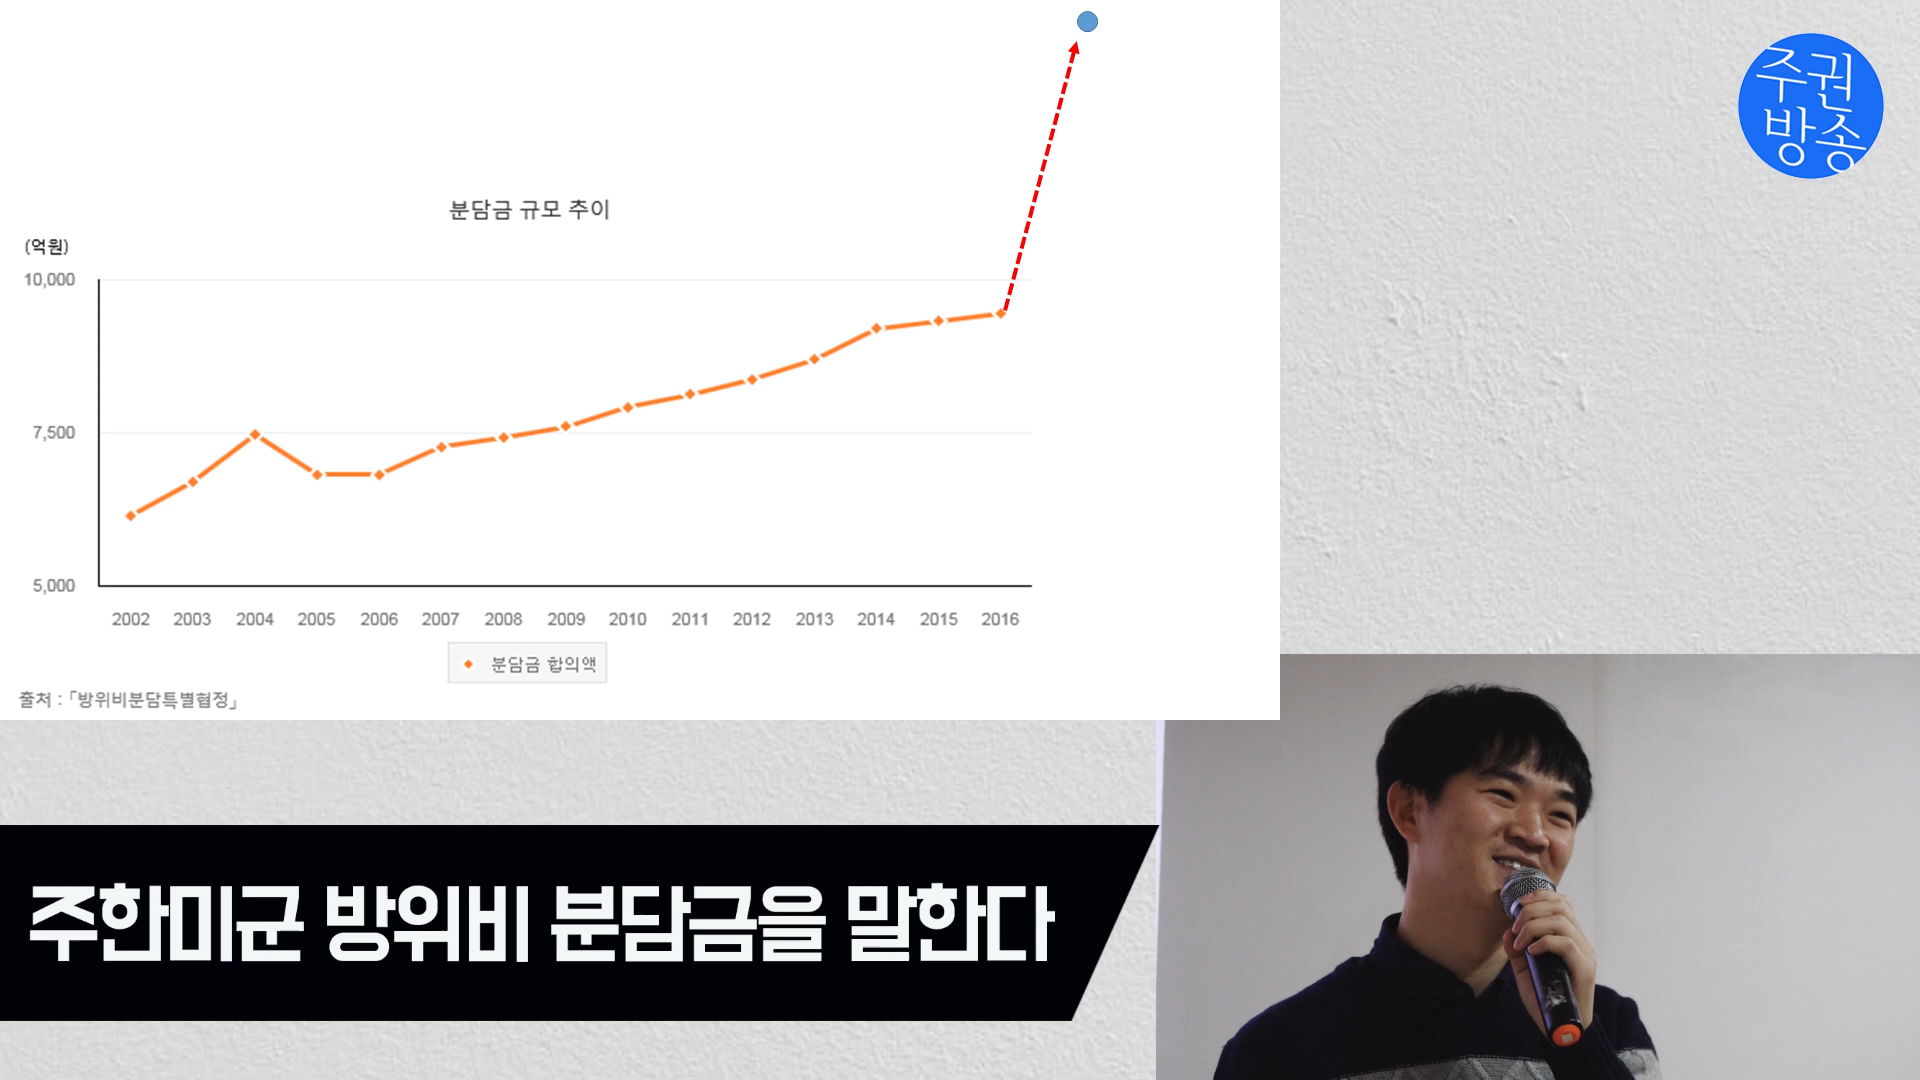 분담금 규모 추이
(억원)
10,000
7,500
5,000
2002 2003 2004 2005 2006 2007 2008 2009 2010 2011 2012 2013 2014 2015 2016
분담금 합의액
출처 : 「방위비분담특별협정」
주권
방송
주한미군 방위비 분담금을 말한다